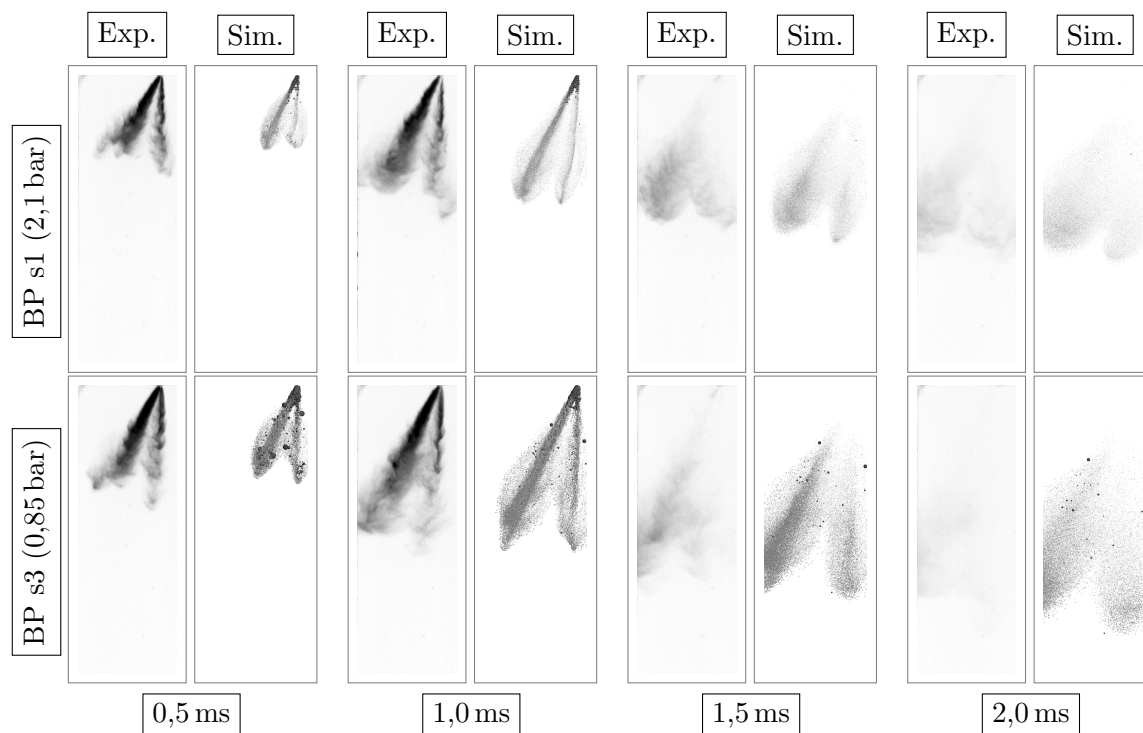 Exp. Sim. Exp. Sim. Exp. Sim. Exp. Sim.
BP s1 (2,1 bar)
BP s3 (0,85 bar)
0,5 ms 1,0 ms 1,5 ms 2,0 ms